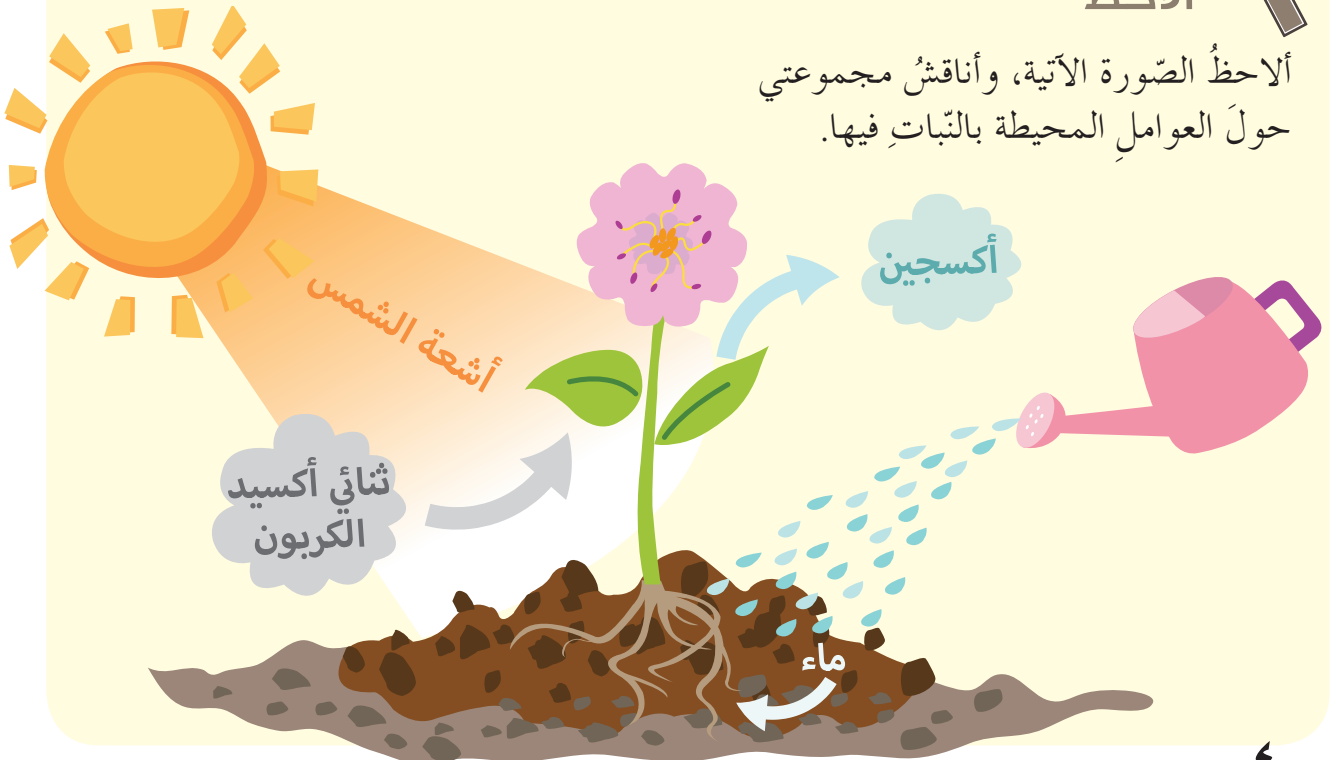 ألاحظُ الصّورة الآتية، وأناقشُ مجموعتي
حولَ العواملِ المحيطة بالنّباتِ فيها.
أكسجين
أشعة الشمس
ثنائي أكسيد
الكربون
ماء